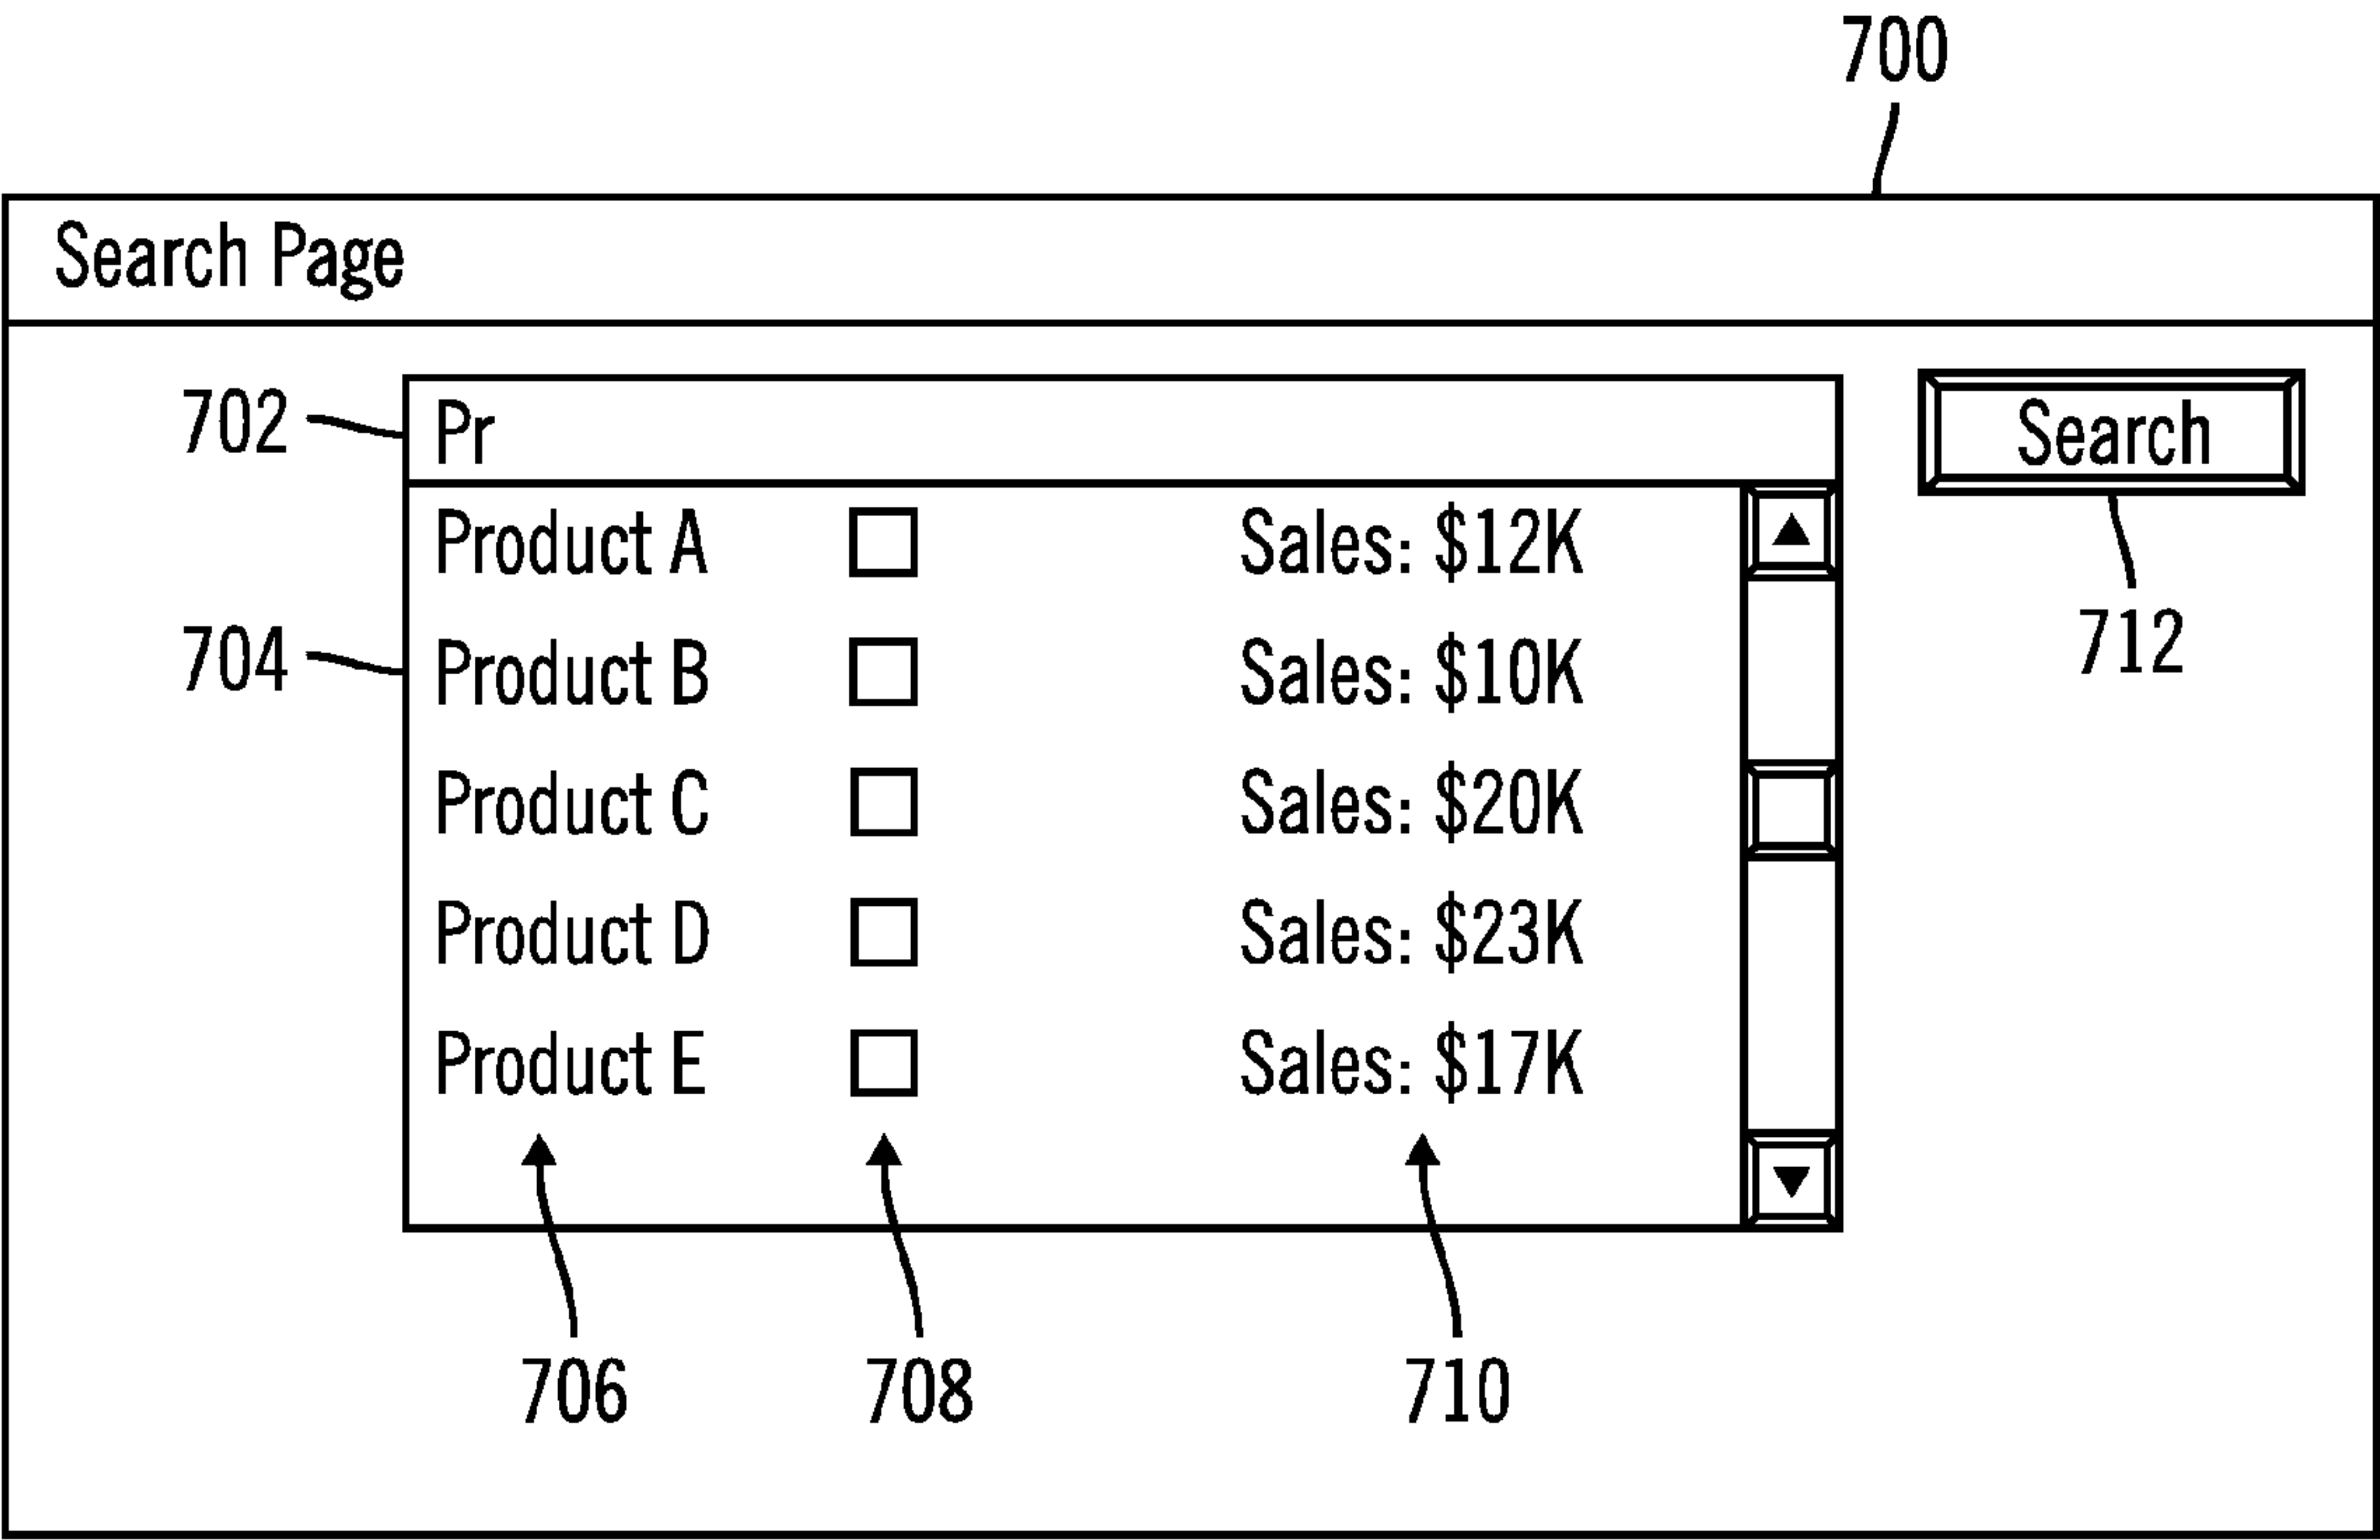 700
Search Page
702 Pr Search
Product A Sales: $12K
704 Product B Sales: $10K 712
Product C Sales: $20K
Product D Sales: $23K
Product E Sales: $17K
706 708 710